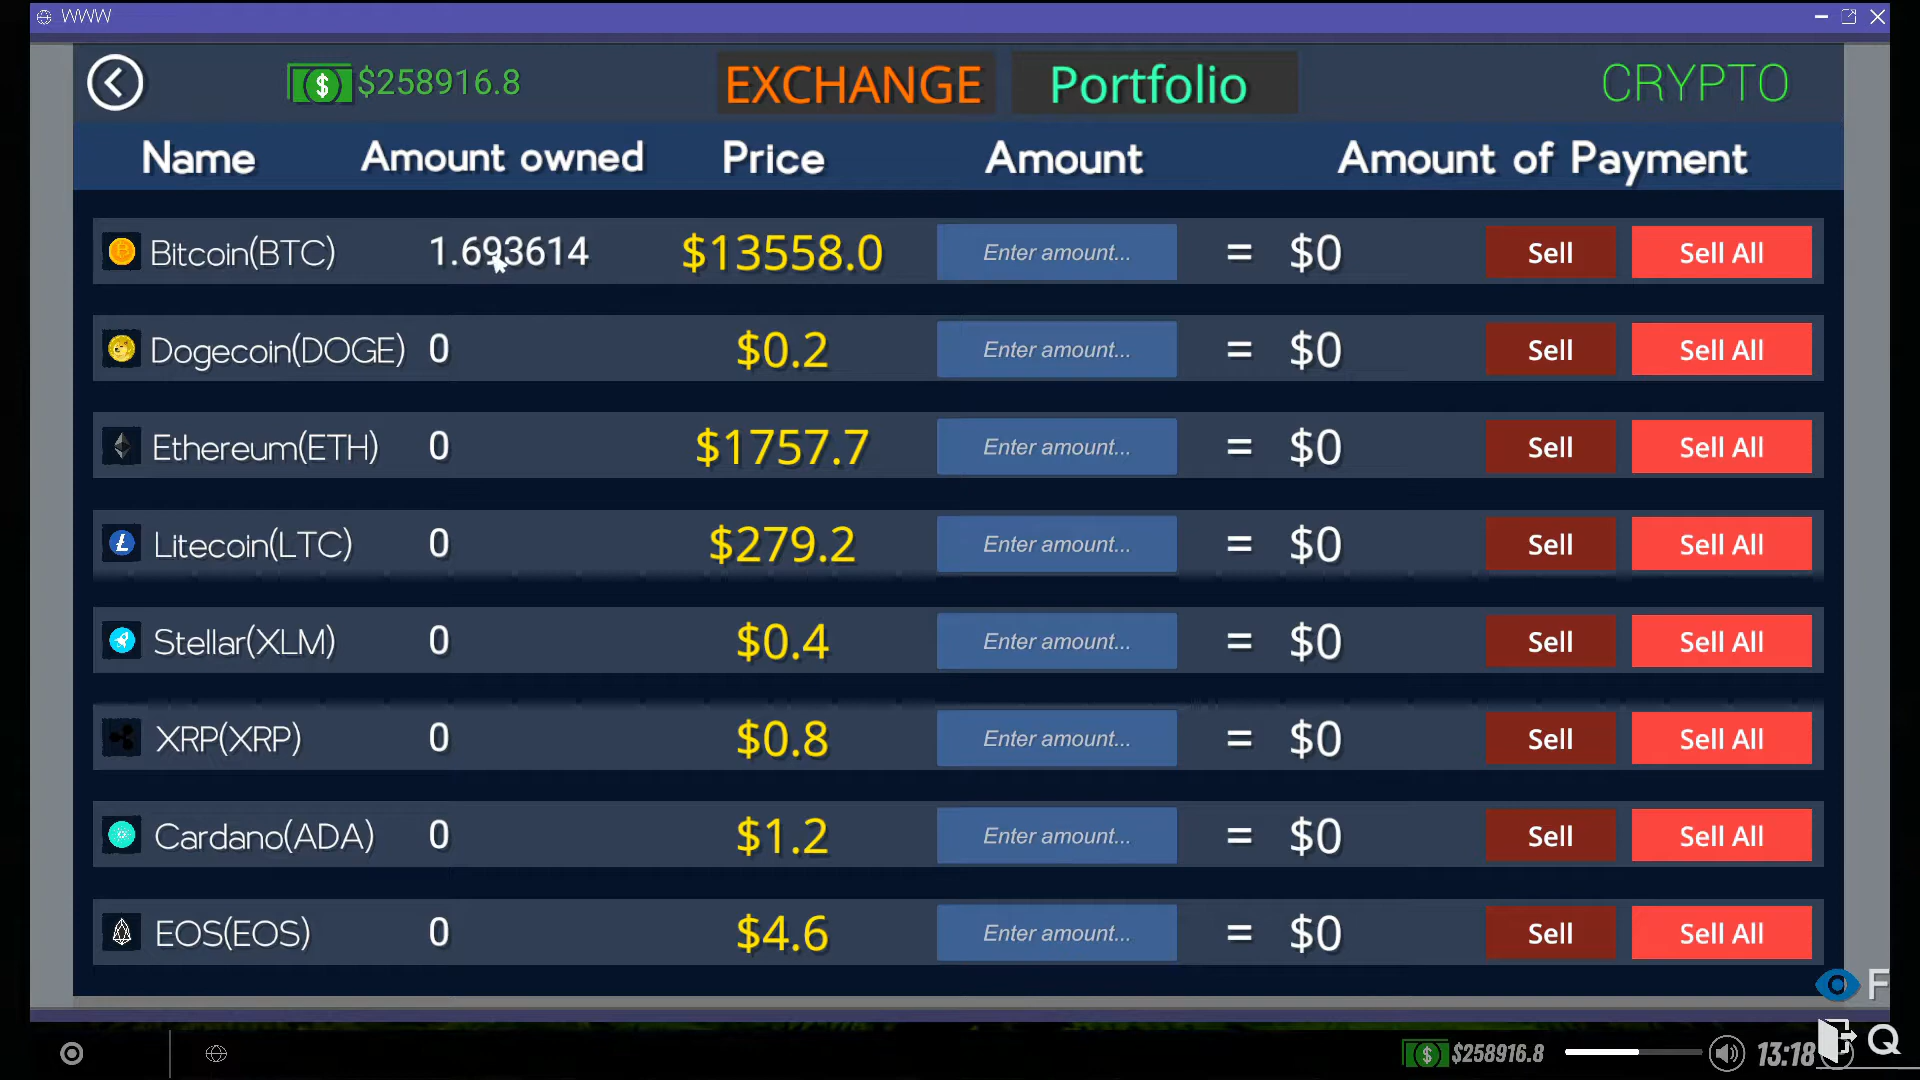 WWW
$258916.8 EXCHANGE Portfolio CRYPTO
Name Amount owned Price Amount Amount of Payment
Bitcoin(BTC) 1.693614 $13558.0 Enter amount... = $0 Sell Sell All
Dogecoin(DOGE) 0 $0.2 Enter amount... = $0 Sell Sell All
Ethereum(ETH) 0 $1757.7 Enter amount... = $0 Sell Sell All
Litecoin(LTC) 0 $279.2 Enter amount... = $0 Sell Sell All
Stellar(XLM) 0 $0.4 Enter amount... = $0 Sell Sell All
XRP(XRP) 0 $0.8 Enter amount... = $0 Sell Sell All
Cardano(ADA) 0 $1.2 Enter amount... = $0 Sell Sell All
EOS(EOS) 0 $4.6 Enter amount... = $0 Sell Sell All
F
$258916.8 13:18 Q